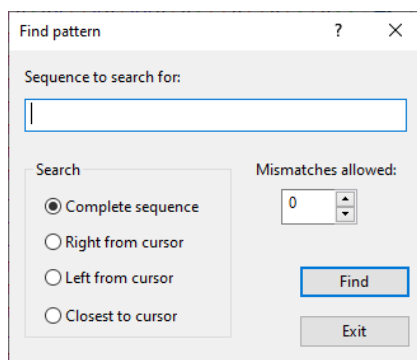 Find pattern
?
Sequence to search for:
Search
Mismatches allowed:
Complete sequence
0
Right from cursor
Left from cursor
Find
Closest to cursor
Exit